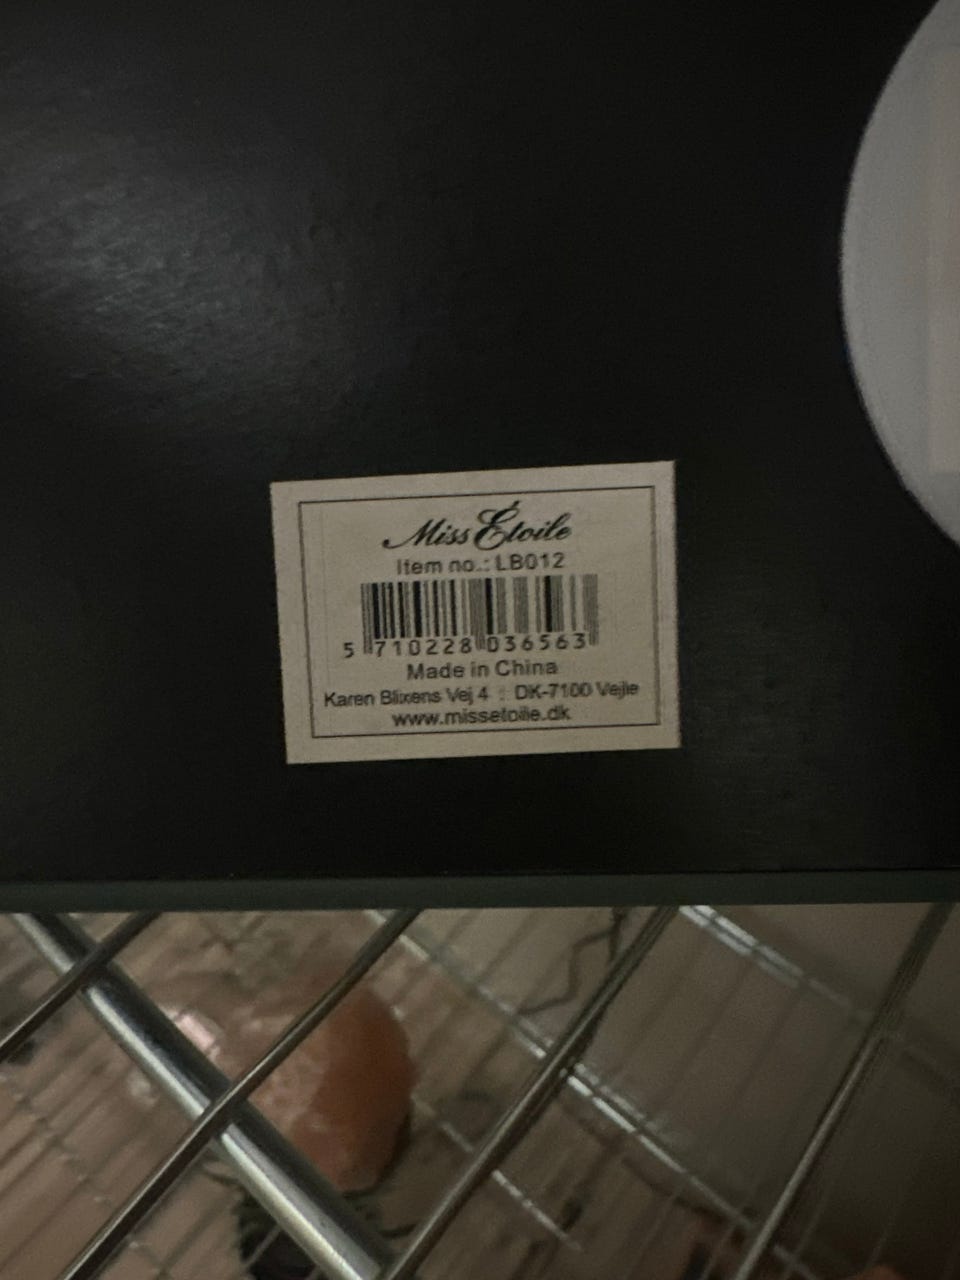 Miss Étoile
Item no.: LB012
5 710228 036563
Made in China
Karen Blixens Vej 4 :: DK-7100 Vejle
www.missetoile.dk